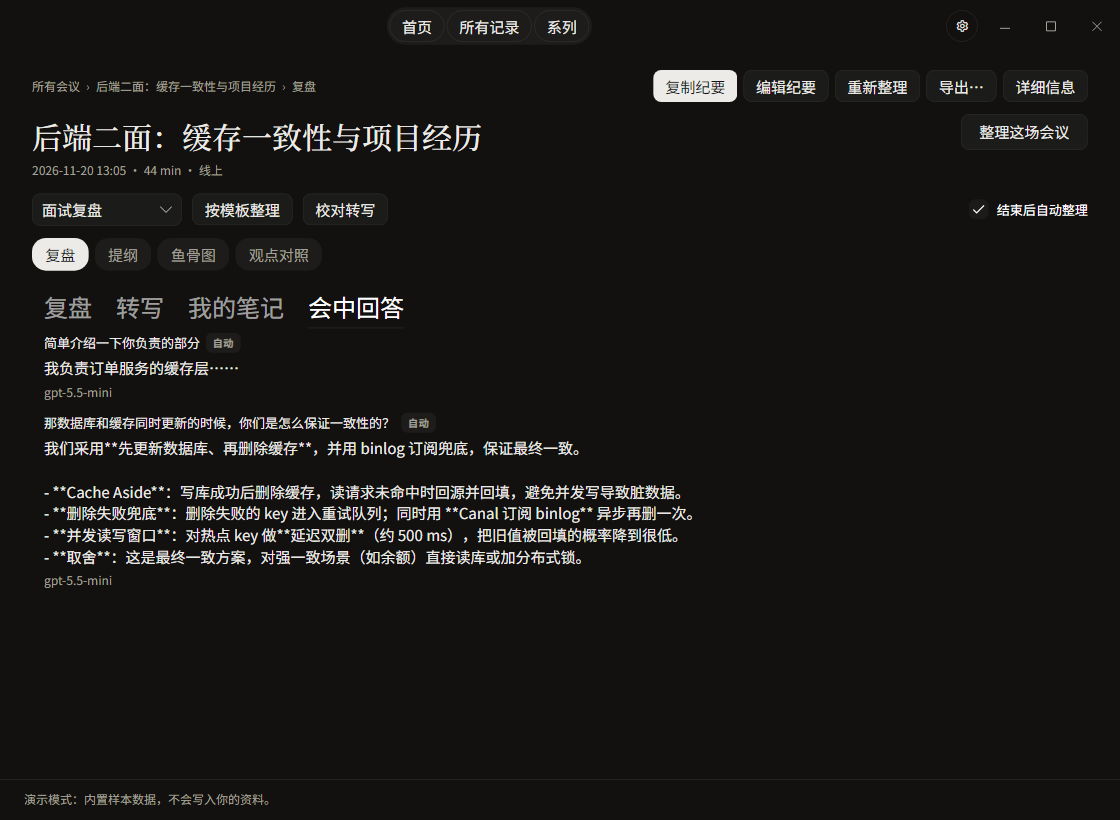 首页 所有记录 系列
所有会议 › 后端二面：缓存一致性与项目经历 › 复盘
复制纪要 编辑纪要 重新整理 导出… 详细信息
后端二面：缓存一致性与项目经历
整理这场会议
2026-11-20 13:05 • 44 min • 线上
面试复盘 按模板整理 校对转写
结束后自动整理
复盘 提纲 鱼骨图 观点对照
复盘 转写 我的笔记 会中回答
简单介绍一下你负责的部分 自动
我负责订单服务的缓存层……
gpt-5.5-mini
那数据库和缓存同时更新的时候，你们是怎么保证一致性的？ 自动
我们采用**先更新数据库、再删除缓存**，并用 binlog 订阅兜底，保证最终一致。
- **Cache Aside**：写库成功后删除缓存，读请求未命中时回源并回填，避免并发写导致脏数据。
- **删除失败兜底**：删除失败的 key 进入重试队列；同时用 **Canal 订阅 binlog** 异步再删一次。
- **并发读写窗口**：对热点 key 做**延迟双删**（约 500 ms），把旧值被回填的概率降到很低。
- **取舍**：这是最终一致方案，对强一致场景（如余额）直接读库或加分布式锁。
gpt-5.5-mini
演示模式：内置样本数据，不会写入你的资料。